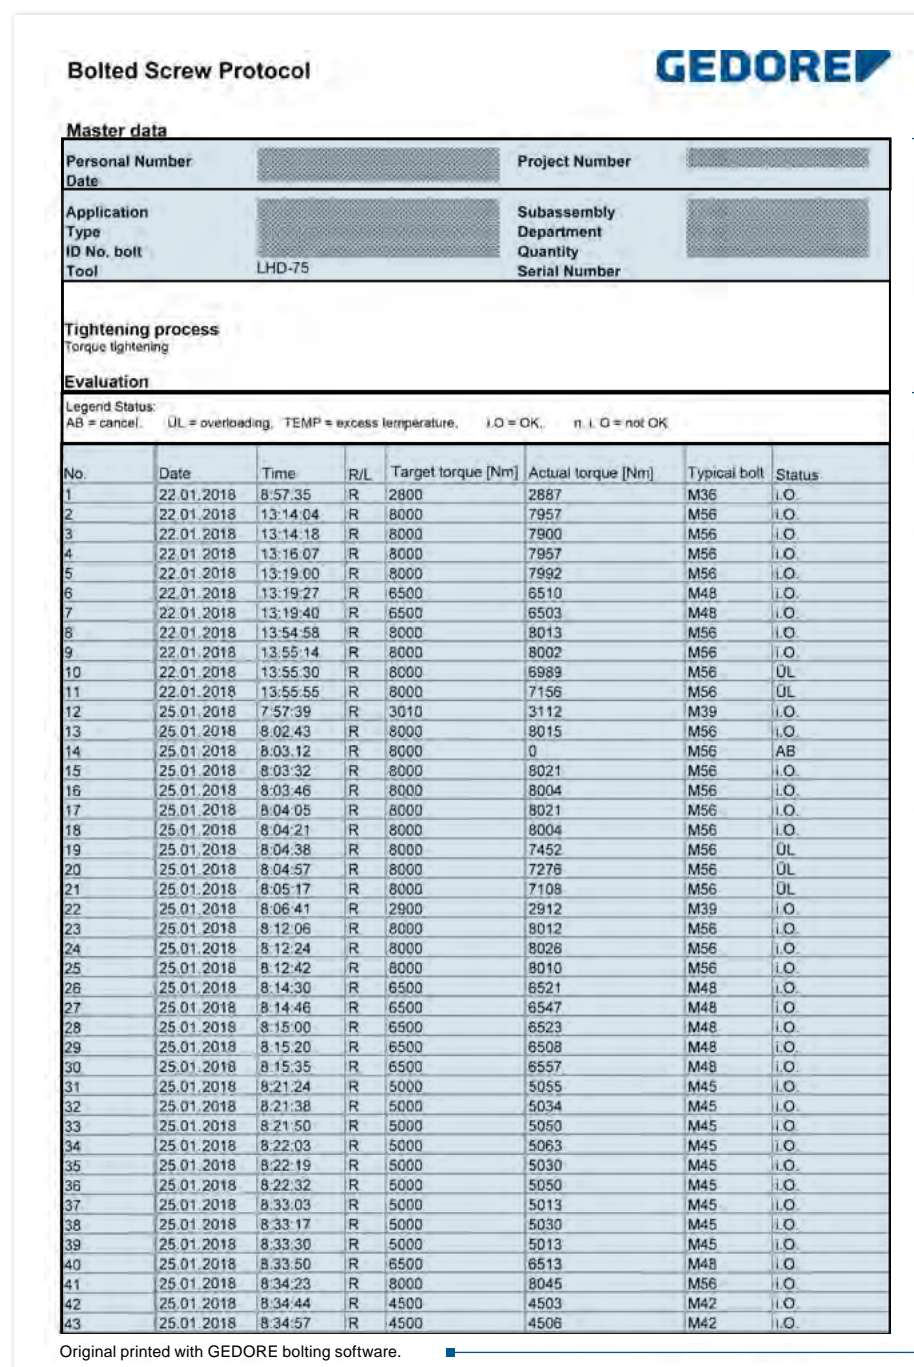 Bolted Screw Protocol
GEDORE
Master data
Personal Number Project Number
Date
Application Subassembly
Type Department
ID No. bolt Quantity
Tool LHD-75 Serial Number
Tightening process
Torque tightening
Evaluation
Legend Status:
AB = cancel, ÜL = overloading, TEMP = excess temperature, i.O = OK, n. i. O = not OK
No. Date Time R/L Target torque [Nm] Actual torque [Nm] Typical bolt Status
1 22.01.2018 8:57:35 R 2800 2887 M36 i.O.
2 22.01.2018 13:14:04 R 8000 7957 M56 i.O.
3 22.01.2018 13:14:18 R 8000 7900 M56 i.O.
4 22.01.2018 13:16:07 R 8000 7957 M56 i.O.
5 22.01.2018 13:19:00 R 8000 7992 M56 i.O.
6 22.01.2018 13:19:27 R 6500 6510 M48 i.O.
7 22.01.2018 13:19:40 R 6500 6503 M48 i.O.
8 22.01.2018 13:54:58 R 8000 8013 M56 i.O.
9 22.01.2018 13:55:14 R 8000 8002 M56 i.O.
10 22.01.2018 13:55:30 R 8000 6989 M56 ÜL
11 22.01.2018 13:55:55 R 8000 7156 M56 ÜL
12 25.01.2018 7:57:39 R 3010 3112 M39 i.O.
13 25.01.2018 8:02:43 R 8000 8015 M56 i.O.
14 25.01.2018 8:03:12 R 8000 0 M56 AB
15 25.01.2018 8:03:32 R 8000 8021 M56 i.O.
16 25.01.2018 8:03:46 R 8000 8004 M56 i.O.
17 25.01.2018 8:04:05 R 8000 8021 M56 i.O.
18 25.01.2018 8:04:21 R 8000 8004 M56 i.O.
19 25.01.2018 8:04:38 R 8000 7452 M56 ÜL
20 25.01.2018 8:04:57 R 8000 7276 M56 ÜL
21 25.01.2018 8:05:17 R 8000 7108 M56 ÜL
22 25.01.2018 8:06:41 R 2900 2912 M39 i.O.
23 25.01.2018 8:12:06 R 8000 8012 M56 i.O.
24 25.01.2018 8:12:24 R 8000 8026 M56 i.O.
25 25.01.2018 8:12:42 R 8000 8010 M56 i.O.
26 25.01.2018 8:14:30 R 6500 6521 M48 i.O.
27 25.01.2018 8:14:46 R 6500 6547 M48 i.O.
28 25.01.2018 8:15:00 R 6500 6523 M48 i.O.
29 25.01.2018 8:15:20 R 6500 6508 M48 i.O.
30 25.01.2018 8:15:35 R 6500 6557 M48 i.O.
31 25.01.2018 8:21:24 R 5000 5055 M45 i.O.
32 25.01.2018 8:21:38 R 5000 5034 M45 i.O.
33 25.01.2018 8:21:50 R 5000 5050 M45 i.O.
34 25.01.2018 8:22:03 R 5000 5063 M45 i.O.
35 25.01.2018 8:22:19 R 5000 5030 M45 i.O.
36 25.01.2018 8:22:32 R 5000 5050 M45 i.O.
37 25.01.2018 8:33:03 R 5000 5013 M45 i.O.
38 25.01.2018 8:33:17 R 5000 5030 M45 i.O.
39 25.01.2018 8:33:30 R 5000 5013 M45 i.O.
40 25.01.2018 8:33:50 R 6500 6513 M48 i.O.
41 25.01.2018 8:34:23 R 8000 8045 M56 i.O.
42 25.01.2018 8:34:44 R 4500 4503 M42 i.O.
43 25.01.2018 8:34:57 R 4500 4506 M42 i.O.
Original printed with GEDORE bolting software.